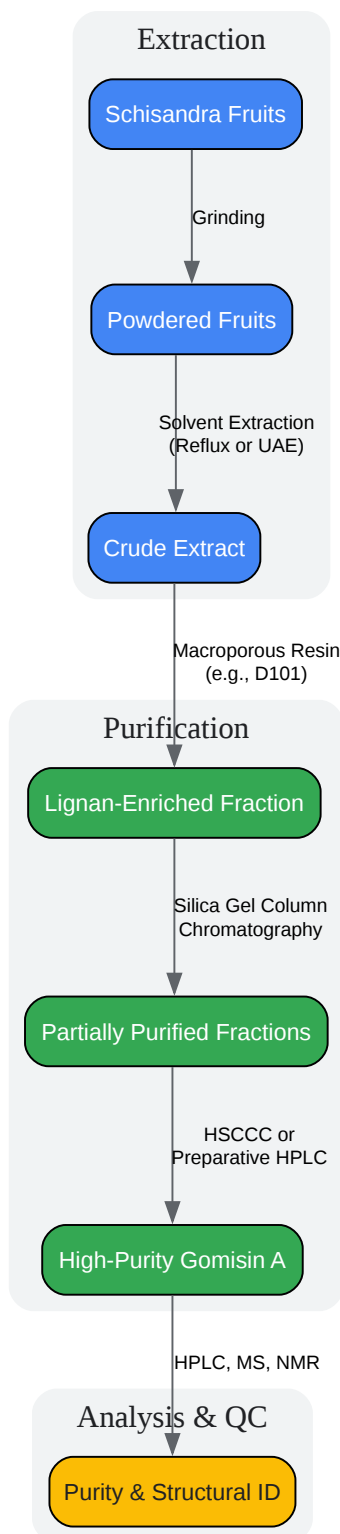 Extraction
Schisandra Fruits
Grinding
Powdered Fruits
Solvent Extraction
(Reflux or UAE)
Crude Extract
Macroporous Resin
(e.g., D101)
Purification
Lignan-Enriched Fraction
Silica Gel Column
Chromatography
Partially Purified Fractions
HSCCC or
Preparative HPLC
High-Purity Gomisin A
HPLC, MS, NMR
Analysis & QC
Purity & Structural ID